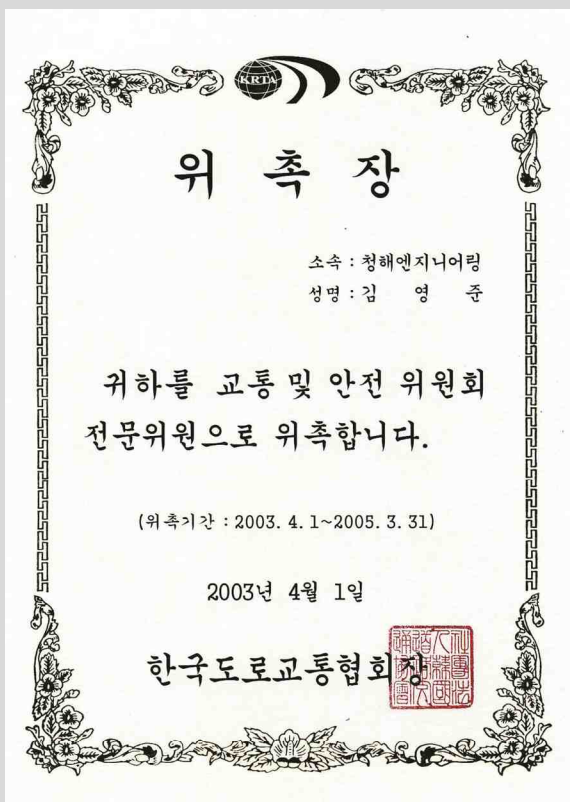 KRTA
위 촉 장
소속 : 청해엔지니어링
성명 : 김 영 준
귀하를 교통 및 안전 위원회
전문위원으로 위촉합니다.
(위촉기간 : 2003. 4. 1~2005. 3. 31)
2003년 4월 1일
한국도로교통협회장